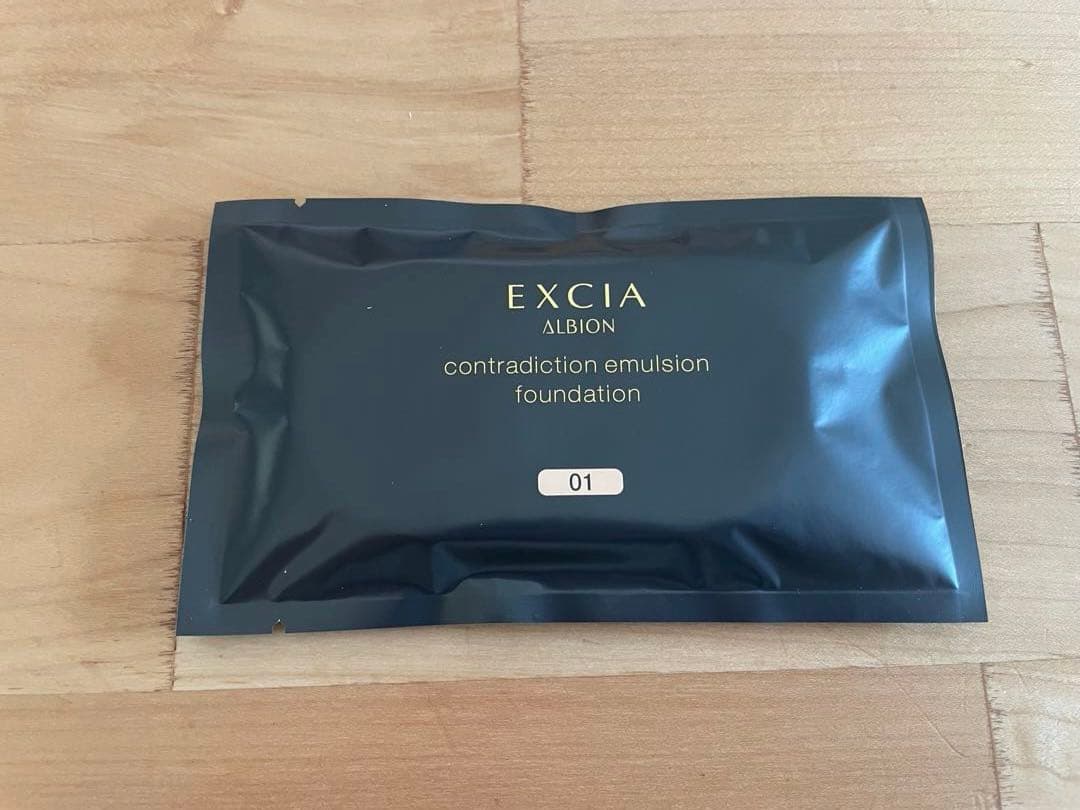 EXCIA
ALBION
contradiction emulsion
foundation
01